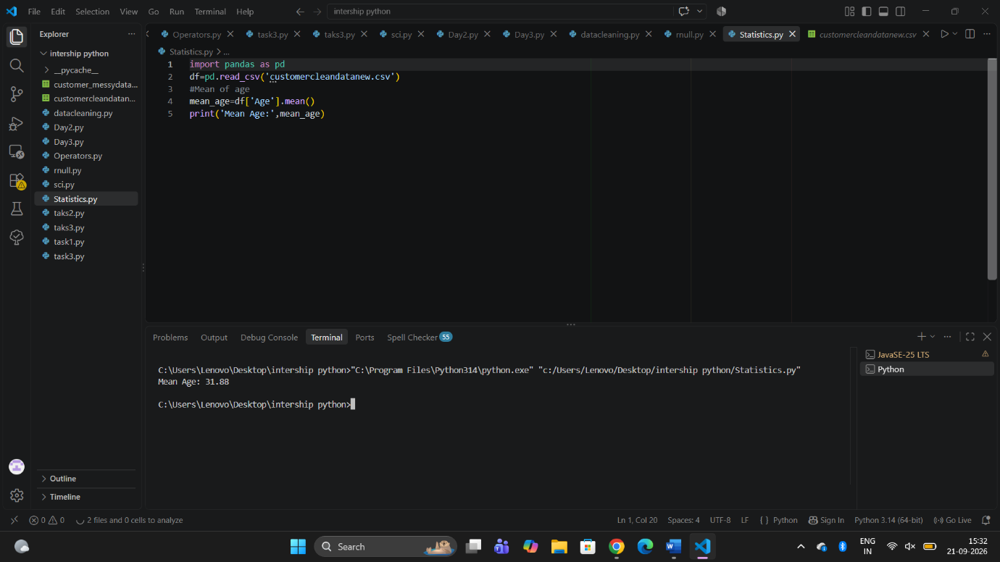 File Edit Selection View Go Run Terminal Help
intership python
Explorer
intership python
__pycache__
customer_messydata...
customercleandatan...
datacleaning.py
Day2.py
Day3.py
Operators.py
rnull.py
sci.py
Statistics.py
taks2.py
taks3.py
task1.py
task3.py
Outline
Timeline
Operators.py task3.py taks3.py sci.py Day2.py Day3.py datacleaning.py rnull.py Statistics.py customercleandatanew.csv
Statistics.py > ...
1 import pandas as pd
2 df=pd.read_csv('customercleandatanew.csv')
3 #Mean of age
4 mean_age=df['Age'].mean()
5 print('Mean Age:',mean_age)
Problems Output Debug Console Terminal Ports Spell Checker 55
C:\Users\Lenovo\Desktop\intership python>"C:\Program Files\Python314\python.exe" "c:/Users/Lenovo/Desktop/intership python/Statistics.py"
Mean Age: 31.88
C:\Users\Lenovo\Desktop\intership python>
JavaSE-25 LTS
Python
0 0 2 files and 0 cells to analyze Ln 1, Col 20 Spaces: 4 UTF-8 LF { } Python Sign In Python 3.14 (64-bit) Go Live
Search
ENG
IN
15:32
21-09-2026